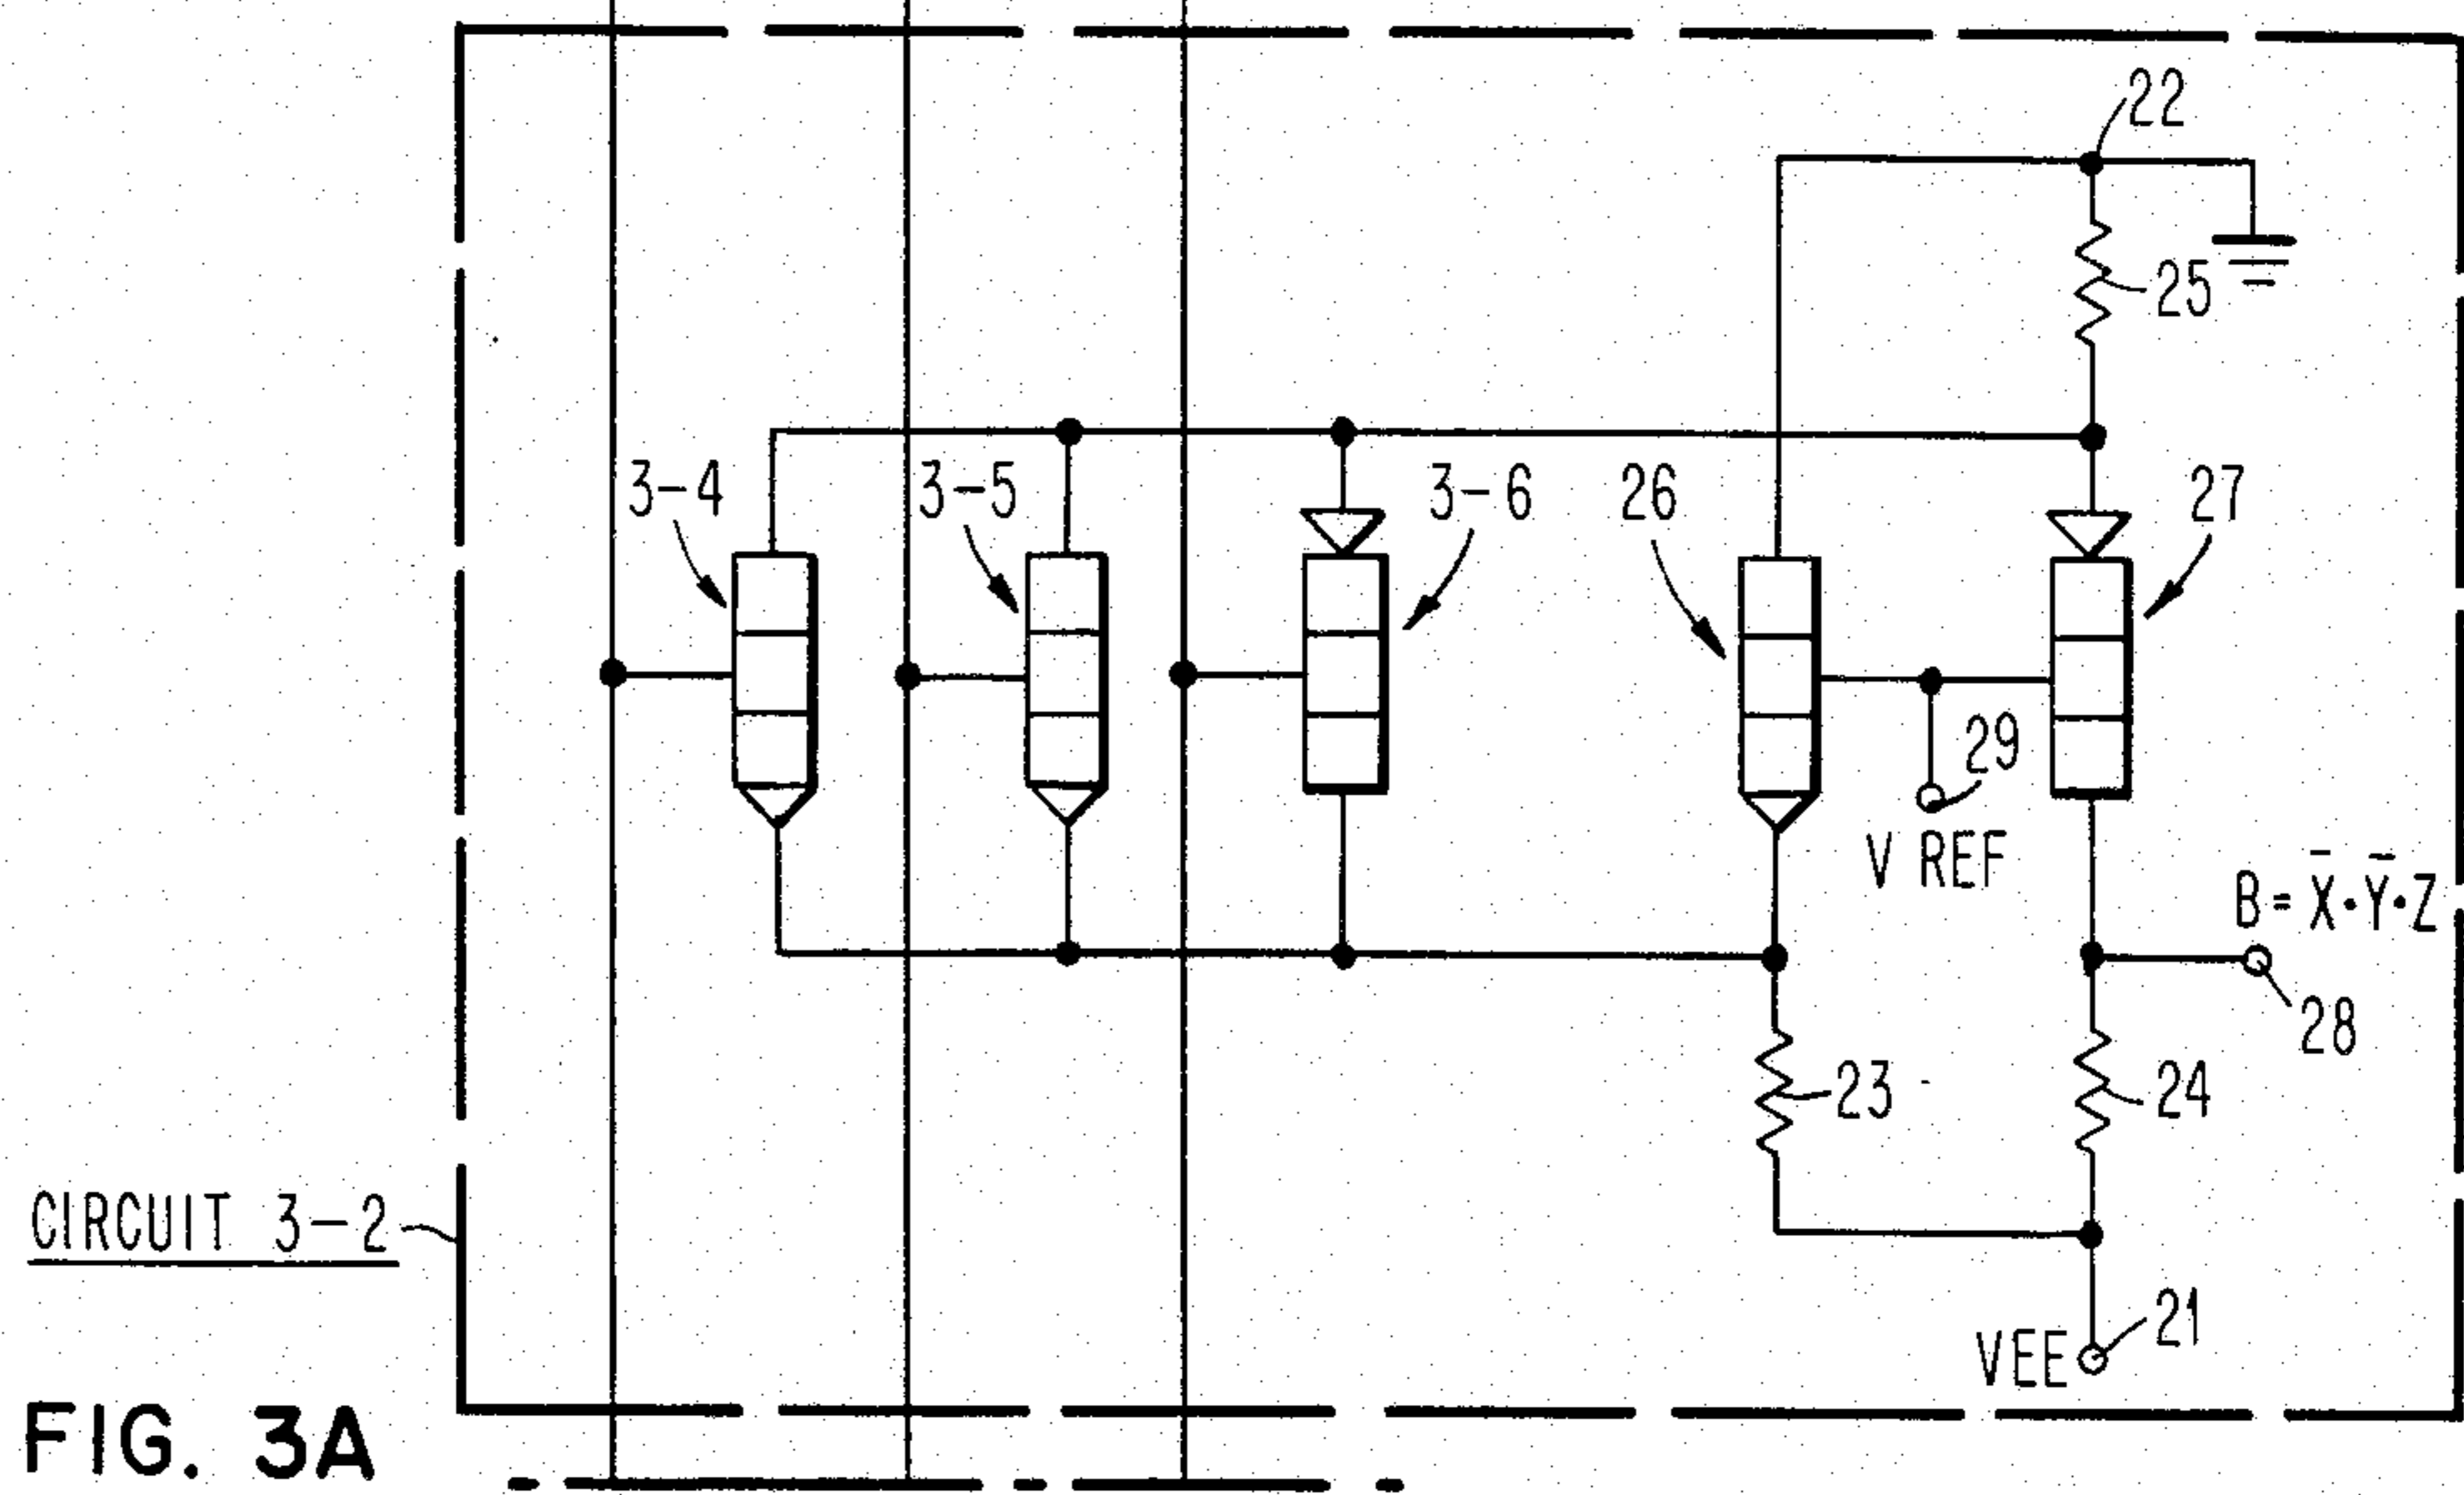 22
25
3-4
3-5
3-6
26
27
29
V REF
B = X̄·Ȳ·Z
28
23
24
CIRCUIT 3-2
21
VEE
FIG. 3A